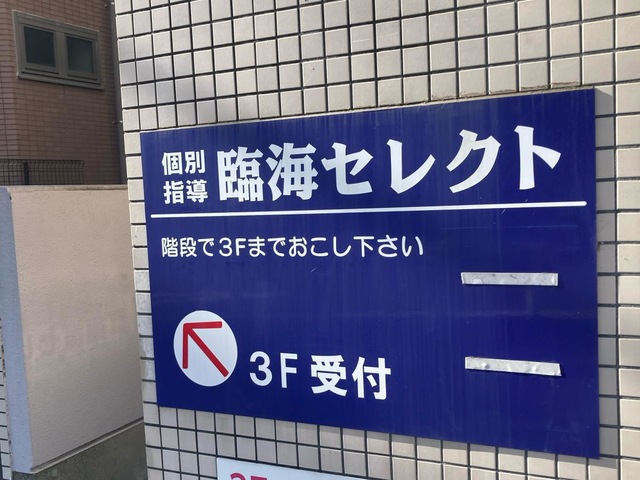 個別指導 臨海セレクト
階段で3Fまでおこし下さい
3F 受付